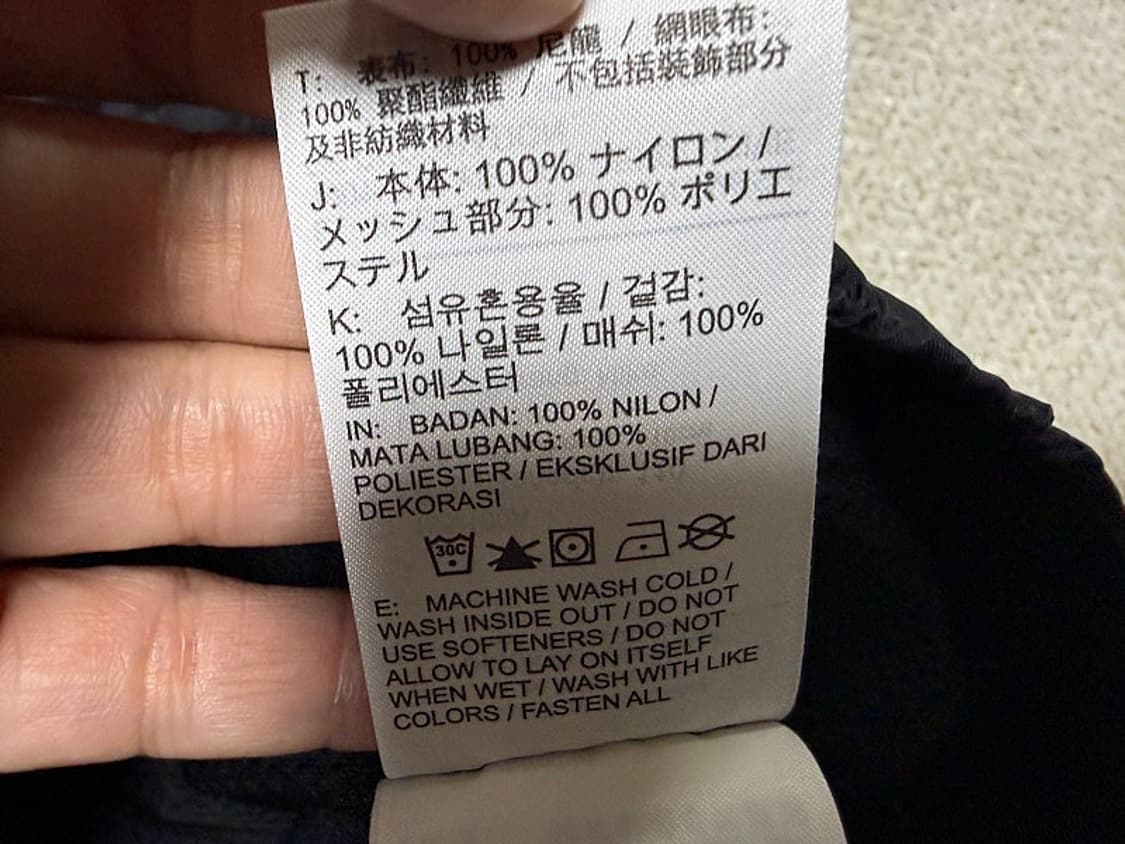 T: 表布: 100% 尼龍 / 網眼布:
100% 聚酯纖維 / 不包括裝飾部分
及非紡織材料
J: 本体: 100% ナイロン /
メッシュ部分: 100% ポリエ
ステル
K: 섬유혼용율 / 겉감:
100% 나일론 / 매쉬: 100%
폴리에스터
IN: BADAN: 100% NILON /
MATA LUBANG: 100%
POLIESTER / EKSKLUSIF DARI
DEKORASI
30C
E: MACHINE WASH COLD /
WASH INSIDE OUT / DO NOT
USE SOFTENERS / DO NOT
ALLOW TO LAY ON ITSELF
WHEN WET / WASH WITH LIKE
COLORS / FASTEN ALL